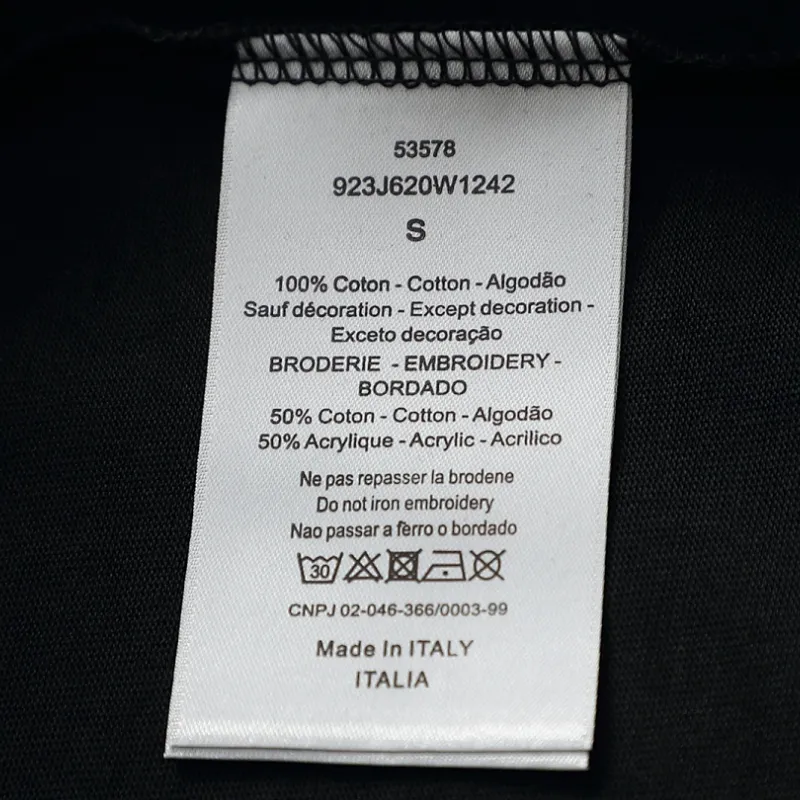 53578
923J620W1242
S
100% Coton - Cotton - Algodão
Sauf décoration - Except decoration -
Exceto decoração
BRODERIE - EMBROIDERY -
BORDADO
50% Coton - Cotton - Algodão
50% Acrylique - Acrylic - Acrilico
Ne pas repasser la brodene
Do not iron embroidery
Nao passar a ferro o bordado
30
CNPJ 02-046-366/0003-99
Made In ITALY
ITALIA